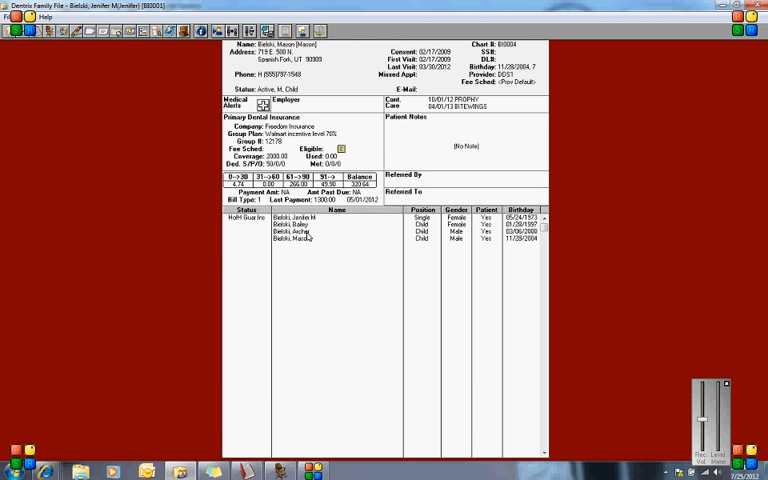 Dentrix Family File - Bielski, Jenifer M(Jenifer) [BI0001]
Help
Name: Bielski, Mason [Mason]
Address: 719 E. 500 N.
Spanish Fork, UT
Phone: H (555)797-1548
Status: Active, M, Child
Consent: 02/17/2009
First Visit: 02/17/2009
Last Visit: 03/30/2012
Missed Appt:
E-Mail:
Chart #: BI0004
SS#:
DL#:
Birthday: 11/28/2004, 7
Provider: DDS1
Fee Sched: <Prov Default>
Medical Alerts
Employer
Cont. Care
10/01/12 PROPHY
04/01/13 BITEWINGS
Primary Dental Insurance
Company: Freedom Insurance
Group Plan: Walmart incentive level 70%
Group #: 12178
Fee Sched:
Eligible:
Coverage: 2000.00 Used: 0.00
Ded. S/P/O: 50/0/0 Met: 0/0/0
Patient Notes
(No Note)
0->30 31->60 61->90 91-> Balance
4.74 0.00 266.00 49.90 320.64
Payment Amt: NA Amt Past Due: NA
Bill Type: 1 Last Payment: 1300.00 05/01/2012
Referred By
Referred To
Status Name Position Gender Patient Birthday
HofH Guar Ins Bielski, Jenifer M Single Female Yes 05/24/1973
Bielski, Bailey Child Female Yes 01/28/1997
Bielski, Archer Child Male Yes 03/06/2000
Bielski, Mason Child Male Yes 11/28/2004
Rec. Vol
Level Meter
7/25/2012